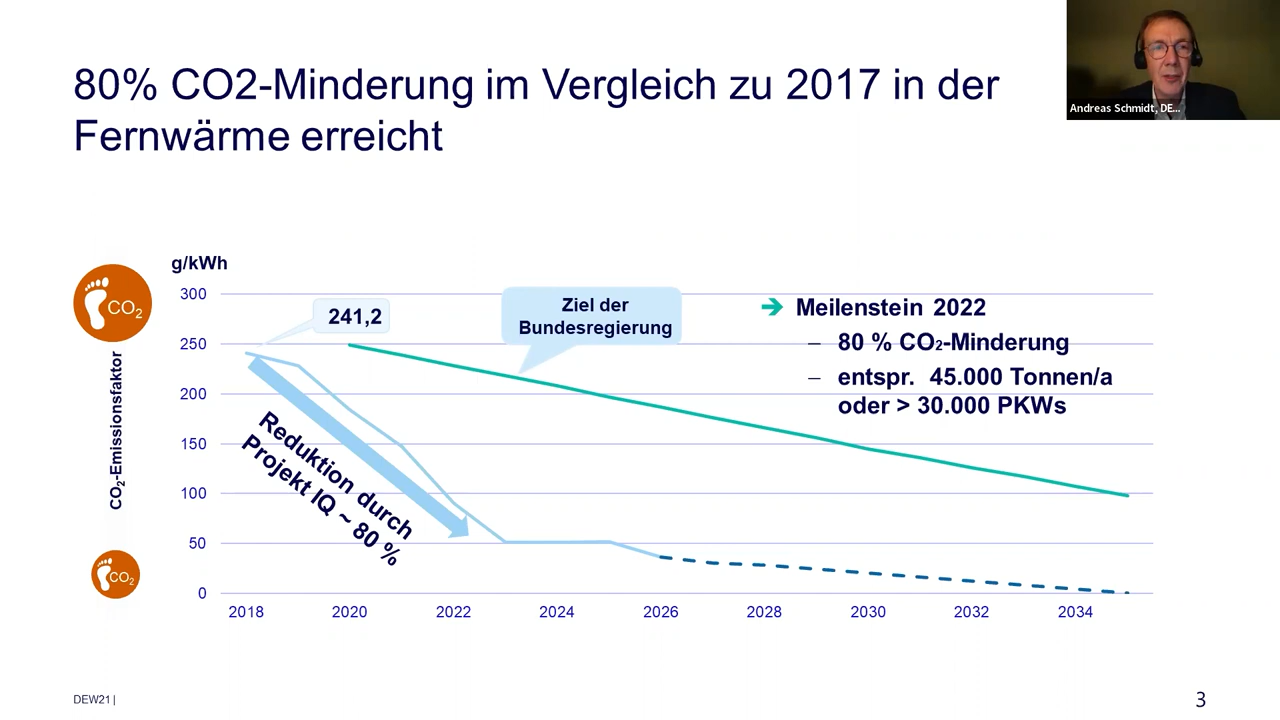 80% CO2-Minderung im Vergleich zu 2017 in der
Fernwärme erreicht
Andreas Schmidt, DE...
g/kWh
300
250
200
150
100
50
0
CO₂
CO₂-Emissionsfaktor
CO₂
241,2
Ziel der
Bundesregierung
Reduktion durch
Projekt IQ ~ 80 %
➔ Meilenstein 2022
– 80 % CO₂-Minderung
– entspr. 45.000 Tonnen/a
oder > 30.000 PKWs
2018 2020 2022 2024 2026 2028 2030 2032 2034
DEW21 |
3